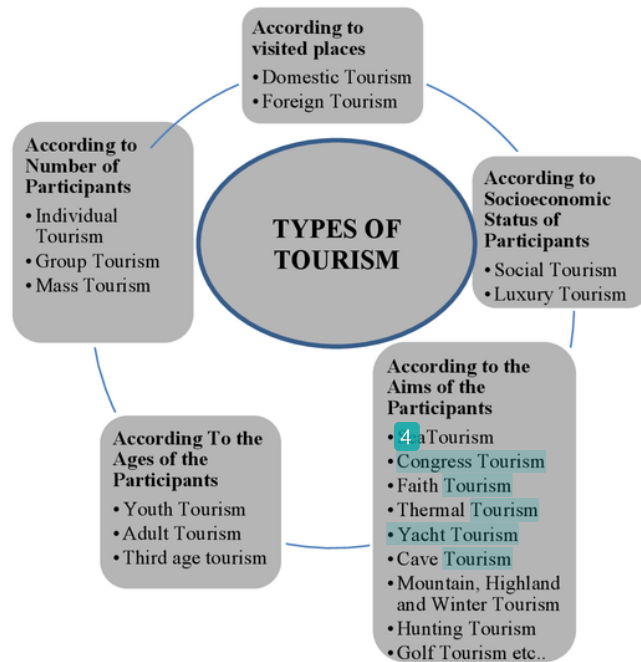 According to
visited places
• Domestic Tourism
• Foreign Tourism
According to
Number of
Participants
• Individual
Tourism
• Group Tourism
• Mass Tourism
TYPES OF
TOURISM
According to
Socioeconomic
Status of
Participants
• Social Tourism
• Luxury Tourism
According to the
Aims of the
Participants
• 4 aTourism
• Congress Tourism
• Faith Tourism
• Thermal Tourism
• Yacht Tourism
• Cave Tourism
• Mountain, Highland
and Winter Tourism
• Hunting Tourism
• Golf Tourism etc..
According To the
Ages of the
Participants
• Youth Tourism
• Adult Tourism
• Third age tourism